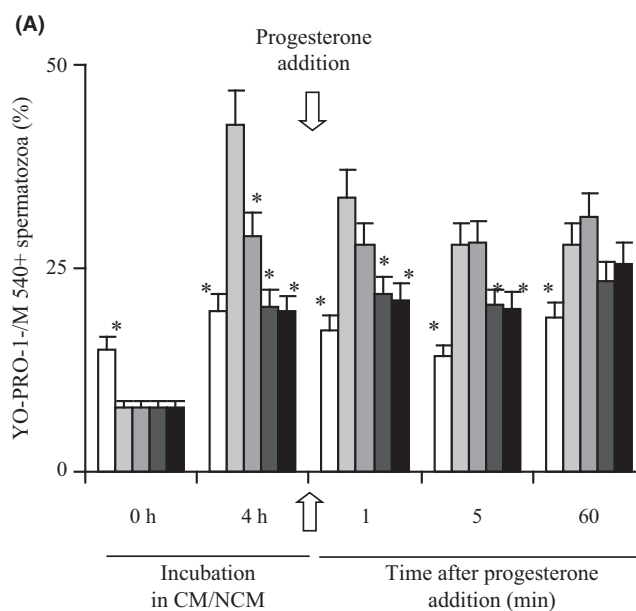 (A)
Progesterone
addition
50
25
0
YO-PRO-1-/M 540+ spermatozoa (%)
*
*
*
*
*
*
*
*
*
*
*
*
0 h
4 h
1
5
60
Incubation
in CM/NCM
Time after progesterone
addition (min)